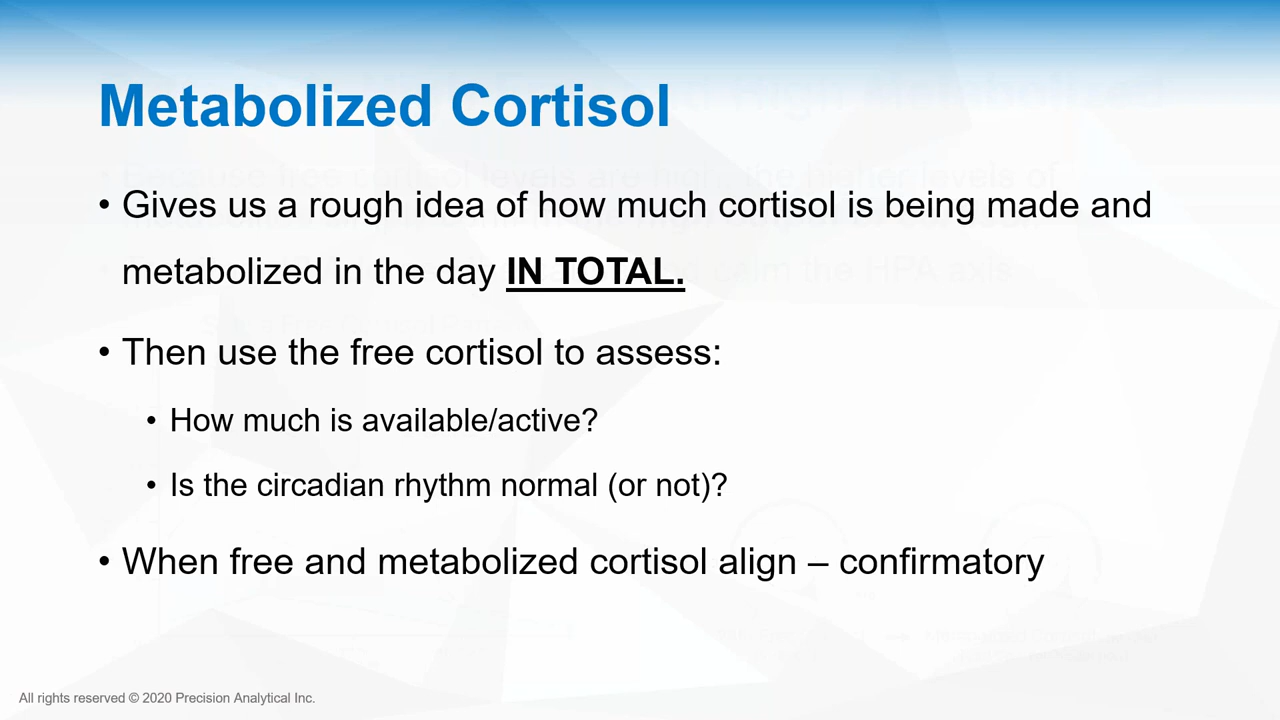 Metabolized Cortisol
• Gives us a rough idea of how much cortisol is being made and
metabolized in the day IN TOTAL.
• Then use the free cortisol to assess:
• How much is available/active?
• Is the circadian rhythm normal (or not)?
• When free and metabolized cortisol align – confirmatory
All rights reserved © 2020 Precision Analytical Inc.